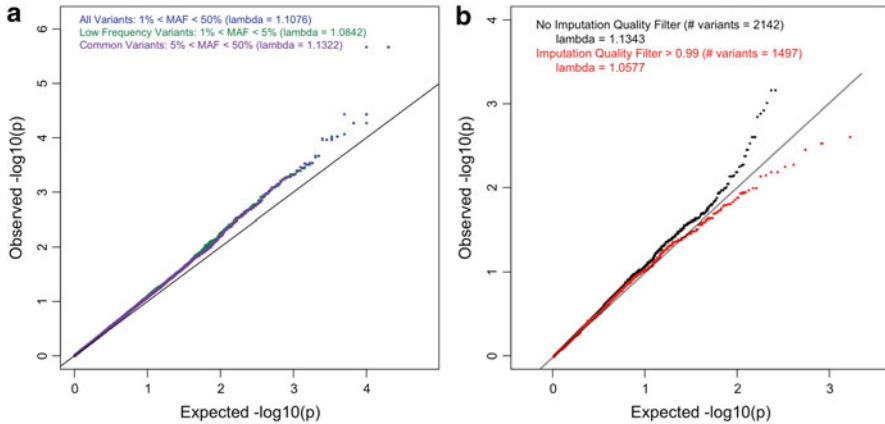 a
All Variants: 1% < MAF < 50% (lambda = 1.1076)
Low Frequency Variants: 1% < MAF < 5% (lambda = 1.0842)
Common Variants: 5% < MAF < 50% (lambda = 1.1322)
Observed -log10(p)
6
5
4
3
2
1
0
0
1
2
3
4
Expected -log10(p)
b
No Imputation Quality Filter (# variants = 2142)
lambda = 1.1343
Imputation Quality Filter > 0.99 (# variants = 1497)
lambda = 1.0577
Observed -log10(p)
4
3
2
1
0
0
1
2
3
Expected -log10(p)